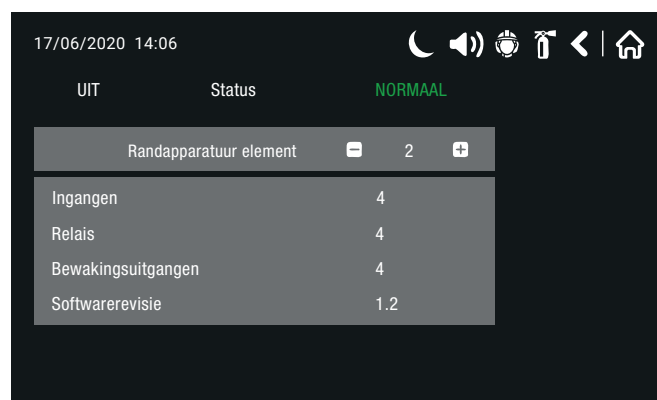 17/06/2020 14:06
UIT Status NORMAAL
Randapparatuur element 2
Ingangen 4
Relais 4
Bewakingsuitgangen 4
Softwarerevisie 1.2